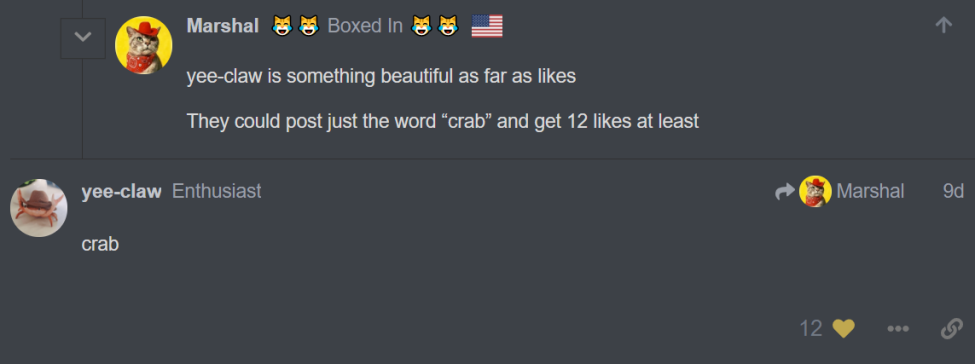 Marshal 😹😹 Boxed In 😹😹 🇺🇸
yee-claw is something beautiful as far as likes
They could post just the word “crab” and get 12 likes at least
yee-claw Enthusiast Marshal 9d
crab
12